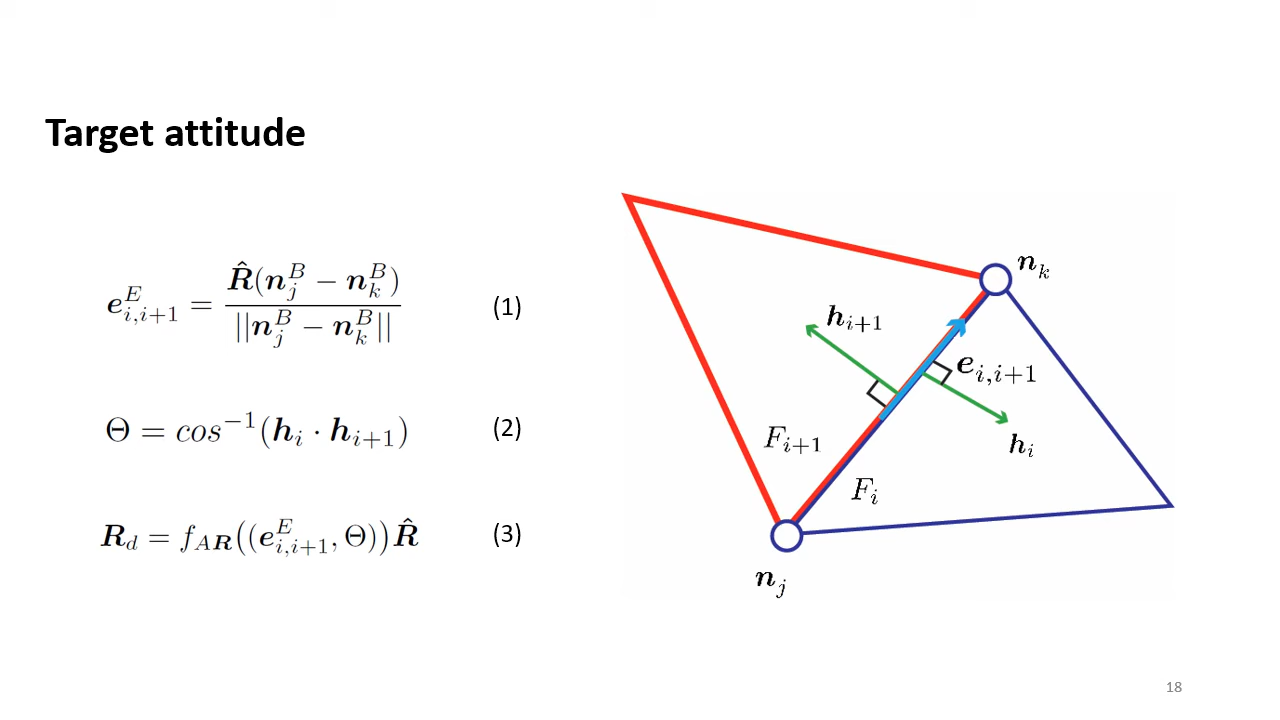 Target attitude
e^E_{i,i+1} = R̂(n^B_j − n^B_k) / ||n^B_j − n^B_k|| (1)
Θ = cos^{−1}(h_i · h_{i+1}) (2)
R_d = f_{AR}((e^E_{i,i+1}, Θ))R̂ (3)
n_k
h_{i+1}
e_{i,i+1}
F_{i+1}
h_i
F_i
n_j
18